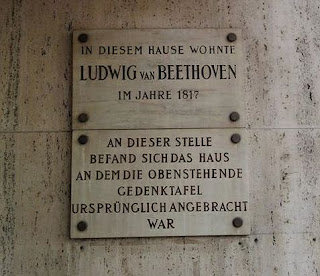 IN DIESEM HAUSE WOHNTE
LUDWIG VAN BEETHOVEN
IM JAHRE 1817
AN DIESER STELLE
BEFAND SICH DAS HAUS
AN DEM DIE OBENSTEHENDE
GEDENKTAFEL
URSPRÜNGLICH ANGEBRACHT
WAR